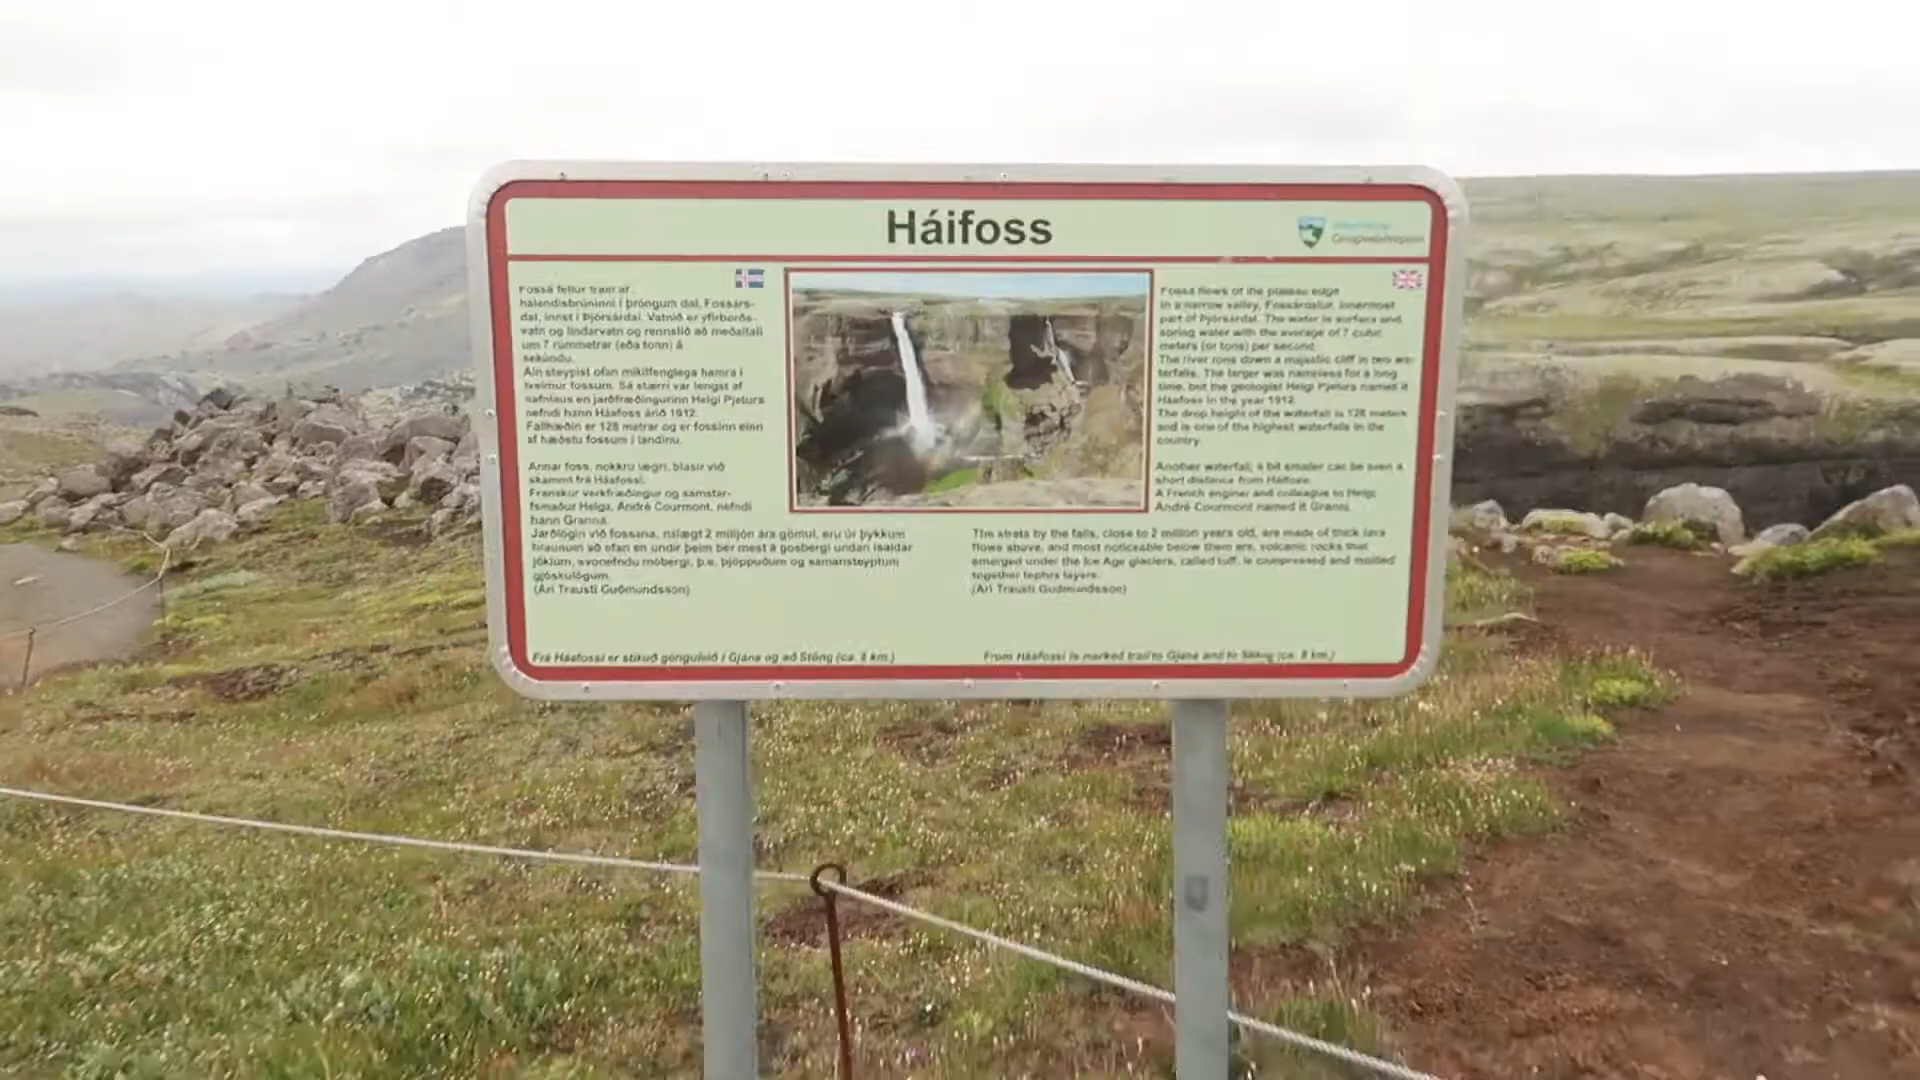 Háifoss
Fossá fellur fram af
hálendisbrúninni í þröngum dal, Fossárs-
dal, innst í Þjórsárdal. Vatnið er yfirborðs-
vatn og lindarvatn og rennslið að meðaltali
um 7 rúmmetrar (eða tonn) á
sekúndu.
Áin steypist ofan mikilfenglega hamra í
tveimur fossum. Sá stærri var lengst af
nafnlaus en jarðfræðingurinn Helgi Pjeturs
nefndi hann Háafoss árið 1912.
Fallhæðin er 128 metrar og er fossinn einn
af hæðstu fossum í landinu.
Annar foss, nokkru lægri, blasir við
skammt frá Háafossi.
Franskur verkfræðingur og samstar-
fsmaður Helga, André Courmont, nefndi
hann Granna.
Jarðlögin við fossana, nálægt 2 milljón ára gömul, eru úr þykkum
hraunum að ofan en undir þeim ber mest á gosbergi undan ísaldar
jöklum, svonefndu móbergi, þ.e. þjöppuðum og samansteyptum
gjóskulögum.
(Ari Trausti Guðmundsson)
Frá Háafossi er stikuð gönguleið í Gjána og að Stöng (ca. 8 km.)
Fossá flows of the plateau edge
in a narrow valley, Fossárdalur, innermost
part of Þjórsárdal. The water is surface and
spring water with the average of 7 cubic
meters (or tons) per second.
The river runs down a majestic cliff in two wa-
terfalls. The larger was nameless for a long
time, but the geologist Helgi Pjeturs named it
Háafoss in the year 1912.
The drop height of the waterfall is 128 meters
and is one of the highest waterfalls in the
country.
Another waterfall, a bit smaller can be seen a
short distance from Háifoss.
A French enginer and colleague to Helgi,
André Courmont named it Granni.
The strata by the falls, close to 2 million years old, are made of thick lava
flows above, and most noticeable below them are, volcanic rocks that
emerged under the Ice Age glaciers, called tuff, ie compressed and molded
together tephra layers.
(Ari Trausti Gudmundsson)
From Háafossi is marked trail to Gjána and to Stöng (ca. 8 km.)